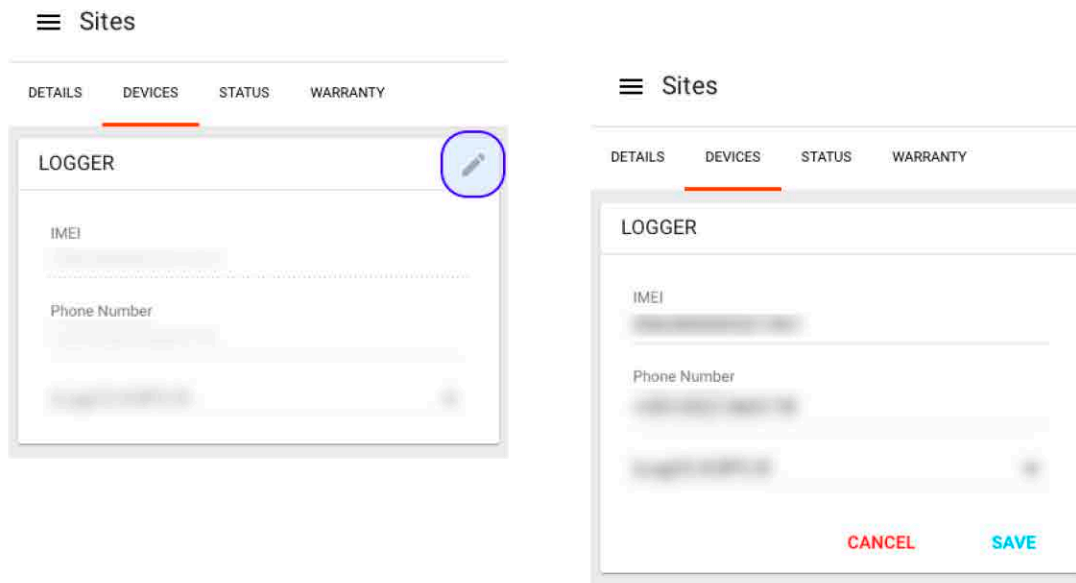 Sites
DETAILS DEVICES STATUS WARRANTY
LOGGER
IMEI
Phone Number
Sites
DETAILS DEVICES STATUS WARRANTY
LOGGER
IMEI
Phone Number
CANCEL SAVE